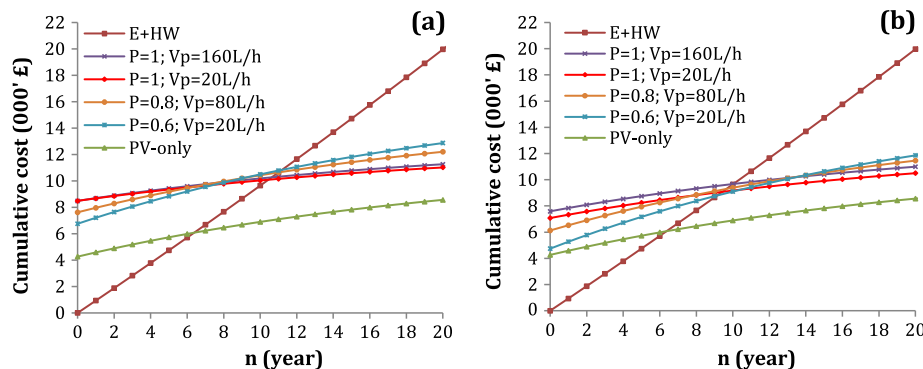 (a)
Cumulative cost (000' £)
22
20
18
16
14
12
10
8
6
4
2
0
E+HW
P=1; Vp=160L/h
P=1; Vp=20L/h
P=0.8; Vp=80L/h
P=0.6; Vp=20L/h
PV-only
0 2 4 6 8 10 12 14 16 18 20
n (year)
(b)
Cumulative cost (000' £)
22
20
18
16
14
12
10
8
6
4
2
0
E+HW
P=1; Vp=160L/h
P=1; Vp=20L/h
P=0.8; Vp=80L/h
P=0.6; Vp=20L/h
PV-only
0 2 4 6 8 10 12 14 16 18 20
n (year)